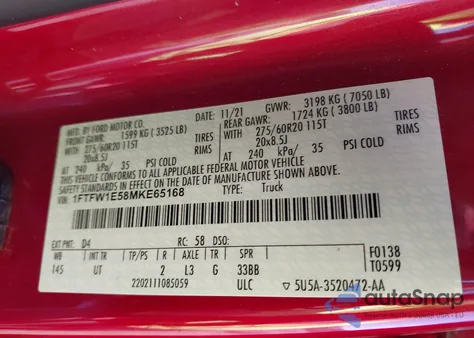 MFD. BY FORD MOTOR CO.
11/21 GVWR: 3198 KG ( 7050 LB)
FRONT GAWR: 1599 KG ( 3525 LB) REAR GAWR: 1724 KG ( 3800 LB)
WITH TIRES WITH TIRES
275/60R20 115T 275/60R20 115T
20x8.5J RIMS 20x8.5J RIMS
AT 240 kPa/ 35 PSI COLD AT 240 kPa/ 35 PSI COLD
THIS VEHICLE CONFORMS TO ALL APPLICABLE FEDERAL MOTOR VEHICLE
SAFETY STANDARDS IN EFFECT ON THE DATE OF MANUFACTURE SHOWN ABOVE.
VIN: 1FTFW1E58MKE65168 TYPE: Truck
EXT PNT: D4 RC: 58 DSO:
WB INT TR TP/PS R AXLE TR SPR F0138
145 UT 2 L3 G 33BB T0599
2202111085059 ULC 5U5A-3520472-AA
autoSnap